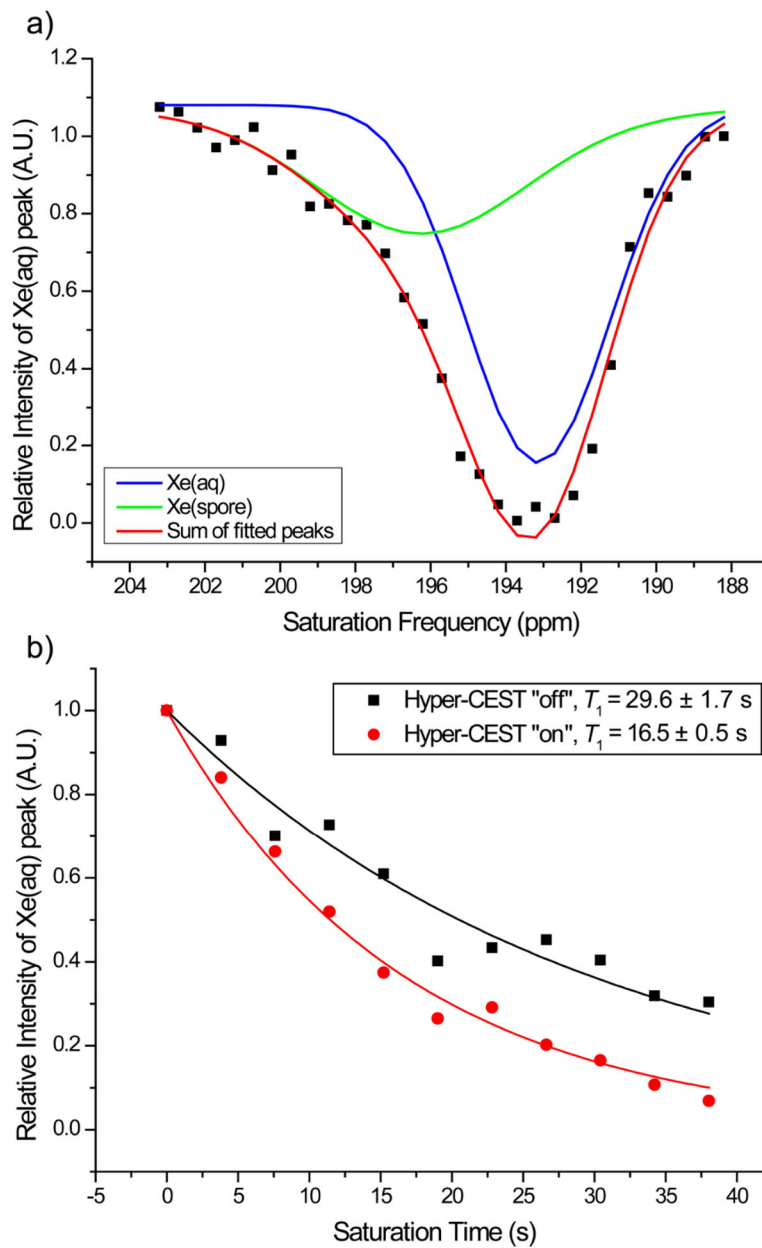 a)
1.2
1.0
0.8
0.6
0.4
0.2
0.0
Relative Intensity of Xe(aq) peak (A.U.)
Xe(aq)
Xe(spore)
Sum of fitted peaks
204 202 200 198 196 194 192 190 188
Saturation Frequency (ppm)
b)
Hyper-CEST "off", T1 = 29.6 ± 1.7 s
Hyper-CEST "on", T1 = 16.5 ± 0.5 s
1.0
0.8
0.6
0.4
0.2
0.0
Relative Intensity of Xe(aq) peak (A.U.)
-5 0 5 10 15 20 25 30 35 40
Saturation Time (s)